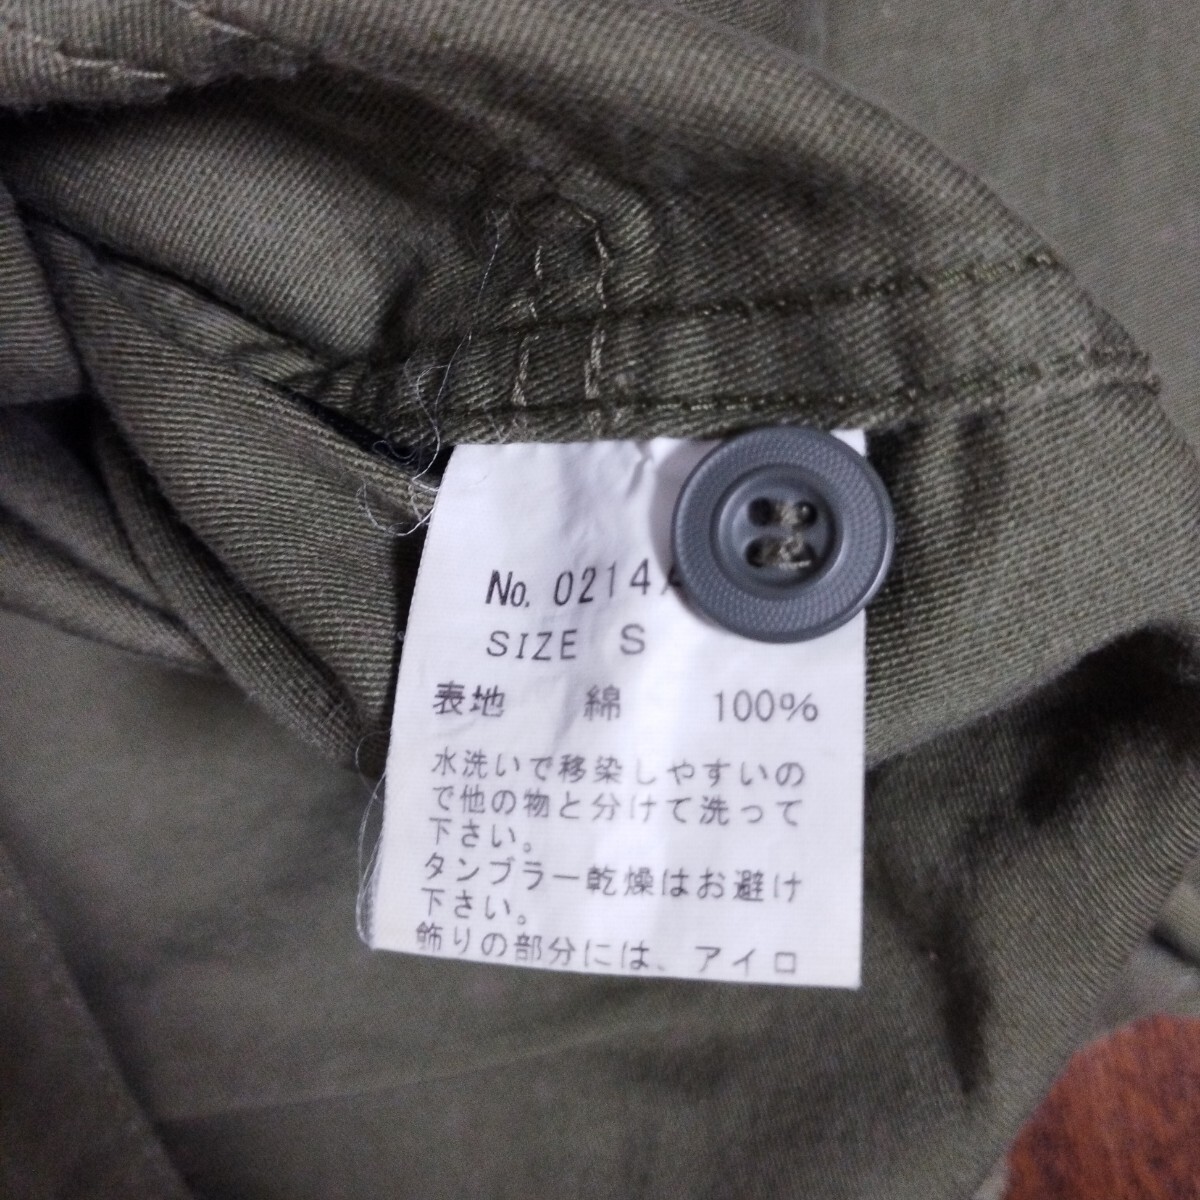 No. 0214
SIZE S
表地 綿 100%
水洗いで移染しやすいの
で他の物と分けて洗って
下さい。
タンブラー乾燥はお避け
下さい。
飾りの部分には、アイロ